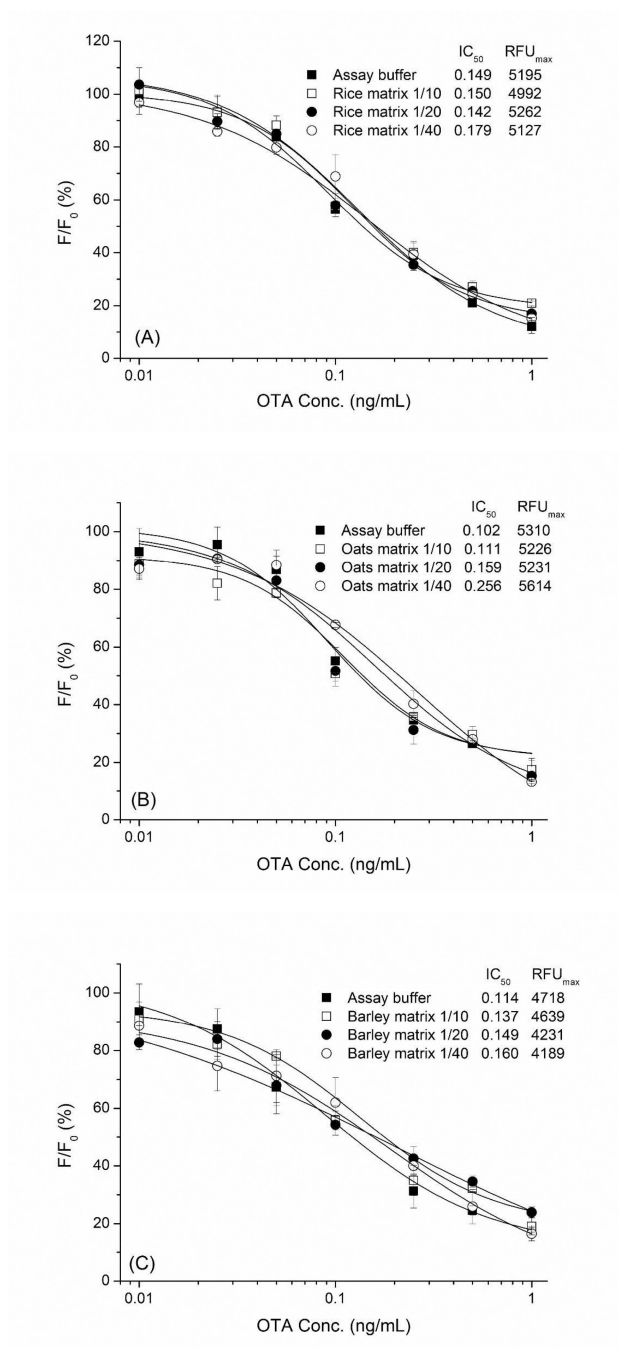 IC50 RFUmax
Assay buffer 0.149 5195
Rice matrix 1/10 0.150 4992
Rice matrix 1/20 0.142 5262
Rice matrix 1/40 0.179 5127
120
100
80
60
40
20
0
F/F0 (%)
(A)
0.01 0.1 1
OTA Conc. (ng/mL)
IC50 RFUmax
Assay buffer 0.102 5310
Oats matrix 1/10 0.111 5226
Oats matrix 1/20 0.159 5231
Oats matrix 1/40 0.256 5614
100
80
60
40
20
0
F/F0 (%)
(B)
0.01 0.1 1
OTA Conc. (ng/mL)
IC50 RFUmax
Assay buffer 0.114 4718
Barley matrix 1/10 0.137 4639
Barley matrix 1/20 0.149 4231
Barley matrix 1/40 0.160 4189
100
80
60
40
20
0
F/F0 (%)
(C)
0.01 0.1 1
OTA Conc. (ng/mL)